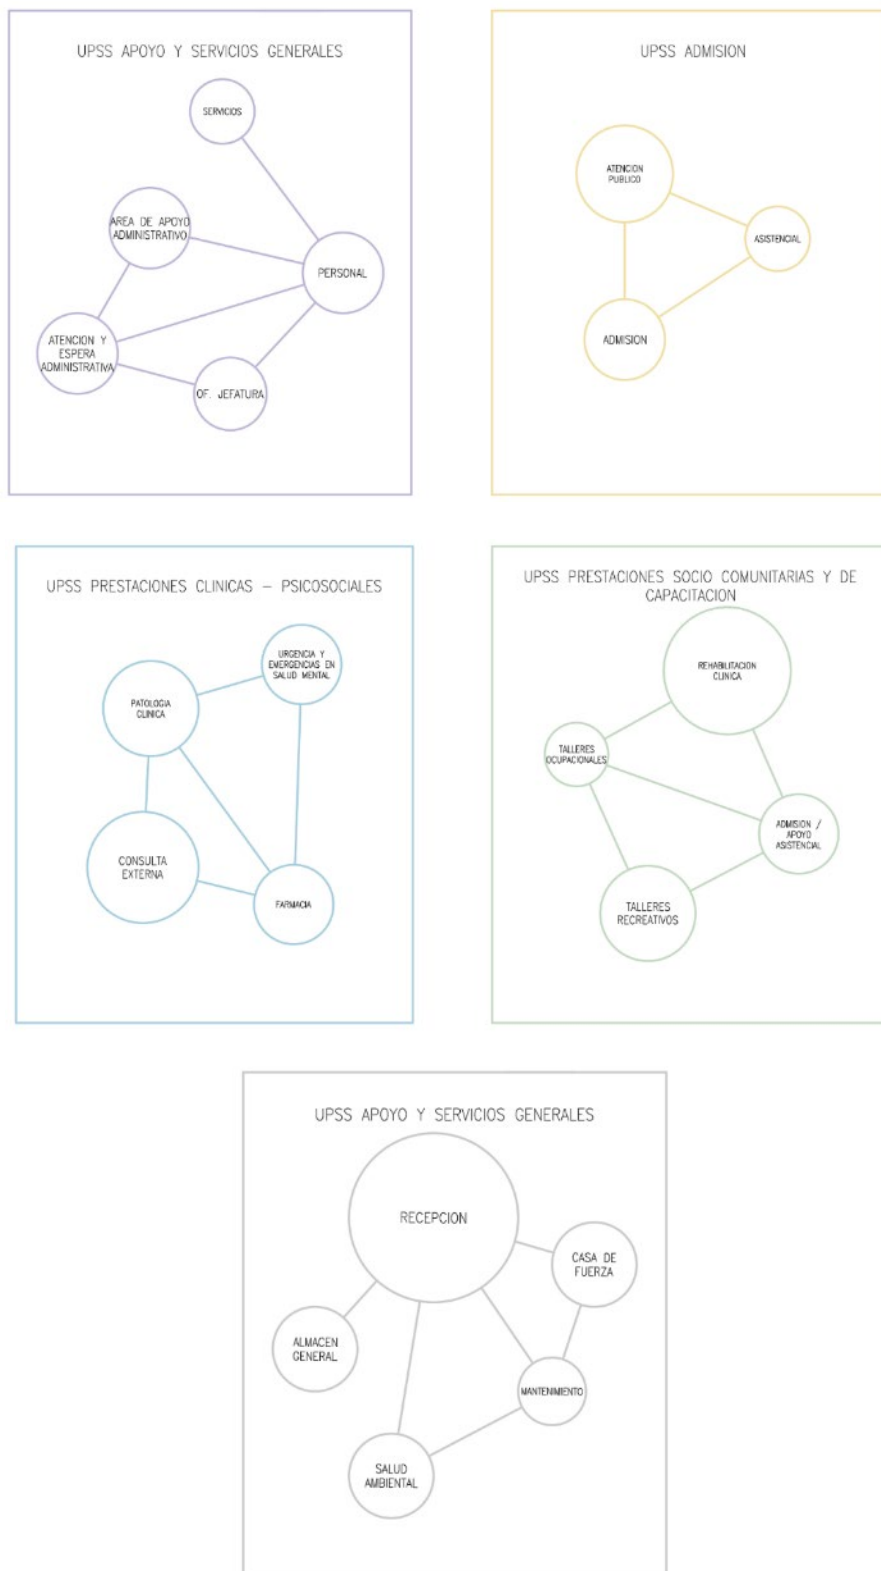 UPSS APOYO Y SERVICIOS GENERALES
SERVICIOS
AREA DE APOYO
ADMINISTRATIVO
PERSONAL
ATENCION Y
ESPERA
ADMINISTRATIVA
OF. JEFATURA
UPSS ADMISION
ATENCION
PUBLICO
ASISTENCIAL
ADMISION
UPSS PRESTACIONES CLINICAS – PSICOSOCIALES
URGENCIA Y
EMERGENCIAS EN
SALUD MENTAL
PATOLOGIA
CLINICA
CONSULTA
EXTERNA
FARMACIA
UPSS PRESTACIONES SOCIO COMUNITARIAS Y DE
CAPACITACION
REHABILITACION
CLINICA
TALLERES
OCUPACIONALES
ADMISION /
APOYO
ASISTENCIAL
TALLERES
RECREATIVOS
UPSS APOYO Y SERVICIOS GENERALES
RECEPCION
CASA DE
FUERZA
ALMACEN
GENERAL
MANTENIMIENTO
SALUD
AMBIENTAL